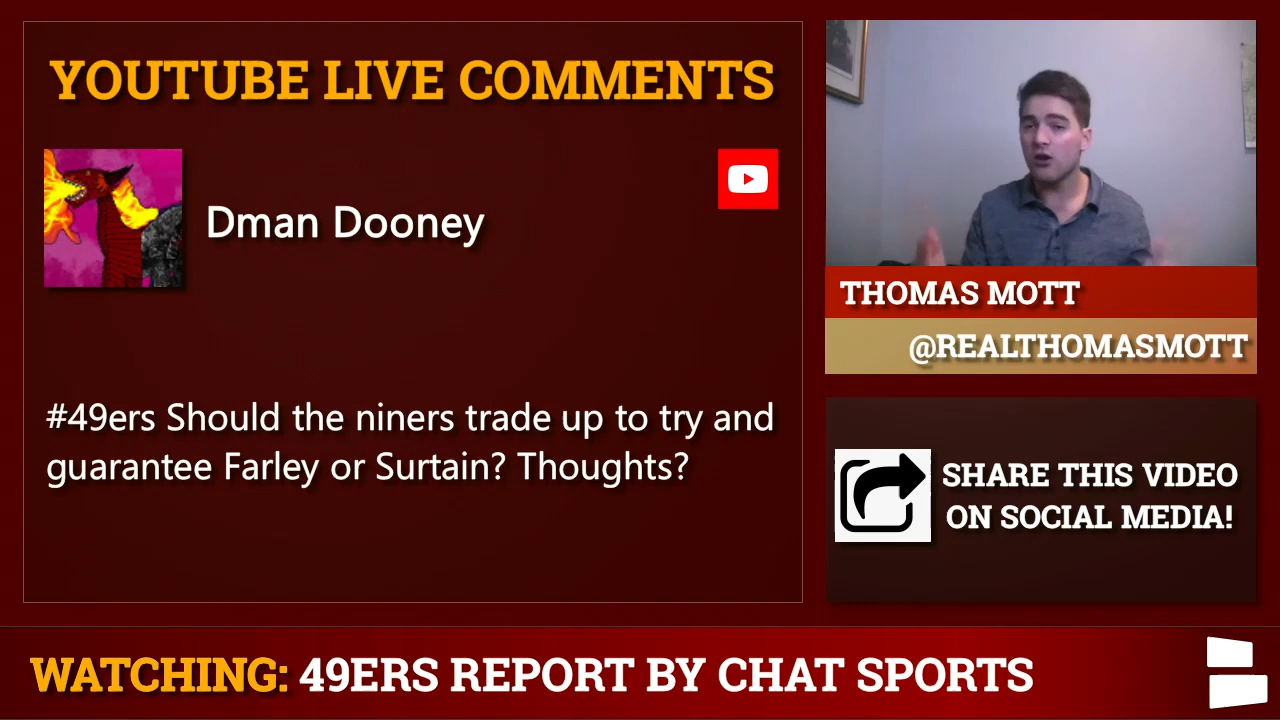 YOUTUBE LIVE COMMENTS
Dman Dooney
#49ers Should the niners trade up to try and
guarantee Farley or Surtain? Thoughts?
THOMAS MOTT
@REALTHOMASMOTT
SHARE THIS VIDEO
ON SOCIAL MEDIA!
WATCHING: 49ERS REPORT BY CHAT SPORTS